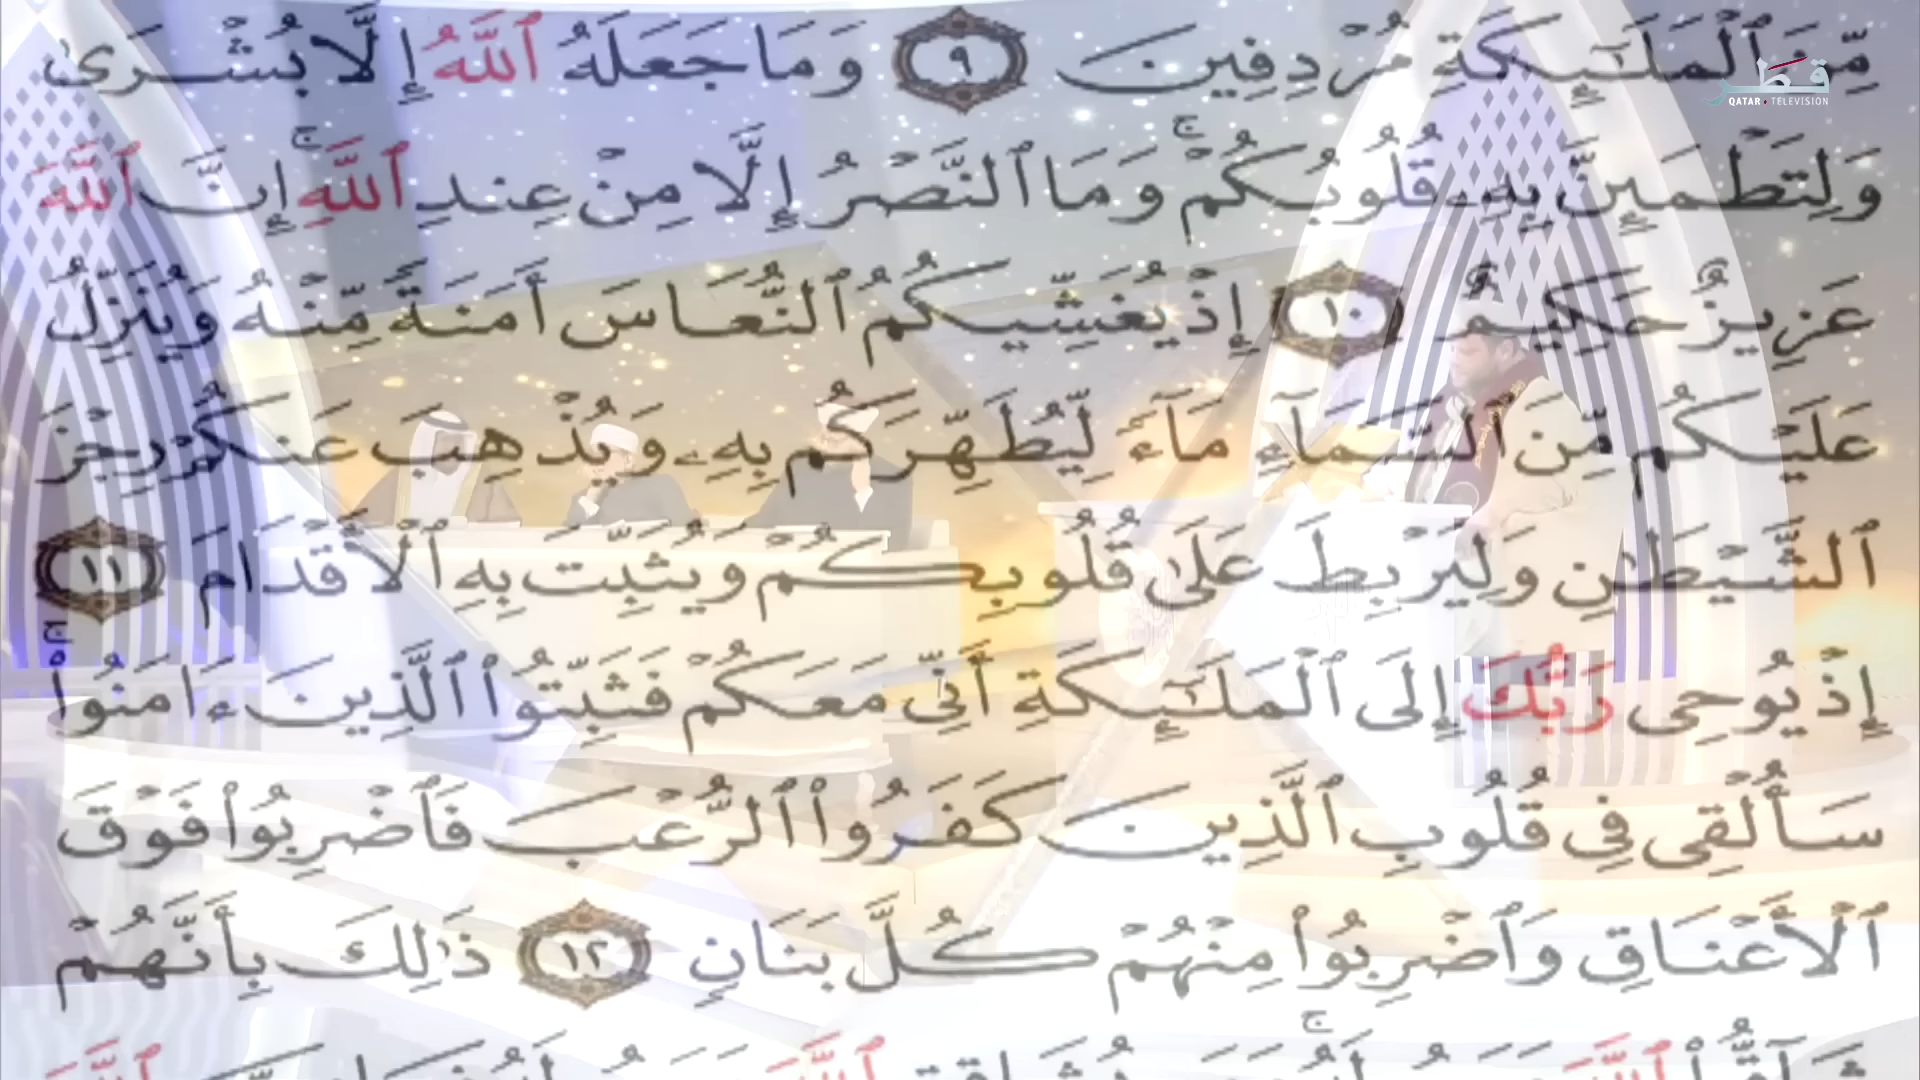 مِّنَ ٱلْمَلَٰٓئِكَةِ مُرْدِفِينَ ٩ وَمَا جَعَلَهُ ٱللَّهُ إِلَّا بُشْرَىٰ
قطر
QATAR TELEVISION
وَلِتَطْمَئِنَّ بِهِۦ قُلُوبُكُمْ ۚ وَمَا ٱلنَّصْرُ إِلَّا مِنْ عِندِ ٱللَّهِ ۚ إِنَّ ٱللَّهَ
عَزِيزٌ حَكِيمٌ ١٠ إِذْ يُغَشِّيكُمُ ٱلنُّعَاسَ أَمَنَةً مِّنْهُ وَيُنَزِّلُ
عَلَيْكُم مِّنَ ٱلسَّمَآءِ مَآءً لِّيُطَهِّرَكُم بِهِۦ وَيُذْهِبَ عَنكُمْ رِجْزَ
ٱلشَّيْطَٰنِ وَلِيَرْبِطَ عَلَىٰ قُلُوبِكُمْ وَيُثَبِّتَ بِهِ ٱلْأَقْدَامَ ١١
إِذْ يُوحِى رَبُّكَ إِلَى ٱلْمَلَٰٓئِكَةِ أَنِّى مَعَكُمْ فَثَبِّتُوا۟ ٱلَّذِينَ ءَامَنُوا۟ ۚ
سَأُلْقِى فِى قُلُوبِ ٱلَّذِينَ كَفَرُوا۟ ٱلرُّعْبَ فَٱضْرِبُوا۟ فَوْقَ
ٱلْأَعْنَاقِ وَٱضْرِبُوا۟ مِنْهُمْ كُلَّ بَنَانٍ ١٢ ذَٰلِكَ بِأَنَّهُمْ